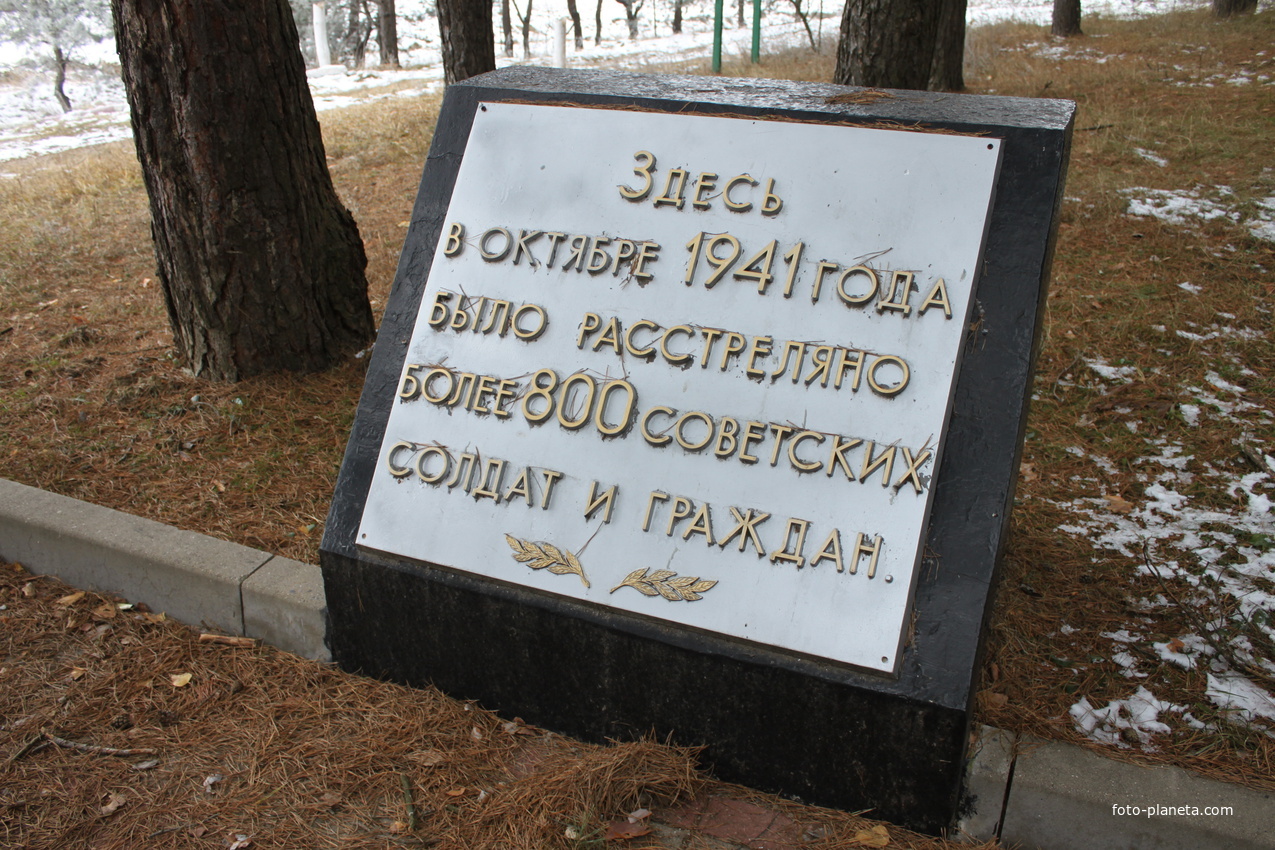 Здесь
в октябре 1941 года
было расстреляно
более 800 советских
солдат и граждан.
foto-planeta.com